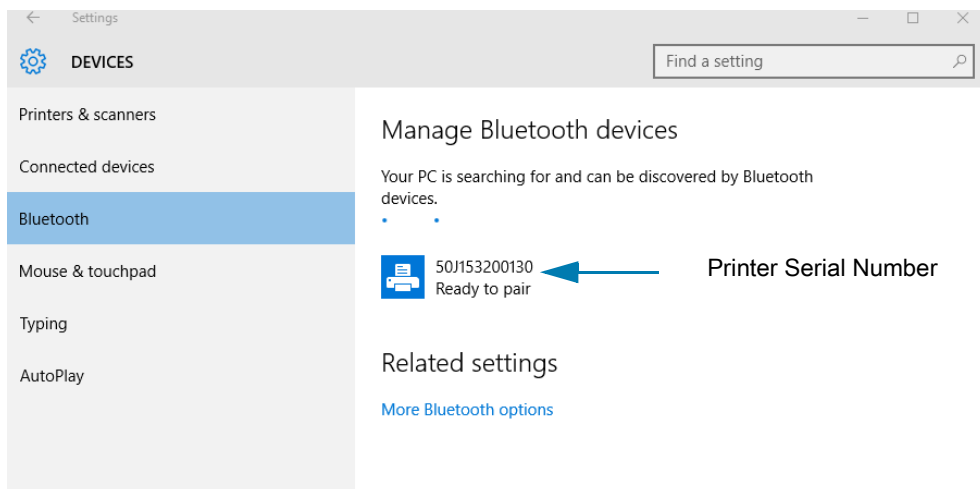 Settings
DEVICES
Find a setting
Printers & scanners
Connected devices
Bluetooth
Mouse & touchpad
Typing
AutoPlay
Manage Bluetooth devices
Your PC is searching for and can be discovered by Bluetooth
devices.
50J153200130
Ready to pair
Printer Serial Number
Related settings
More Bluetooth options